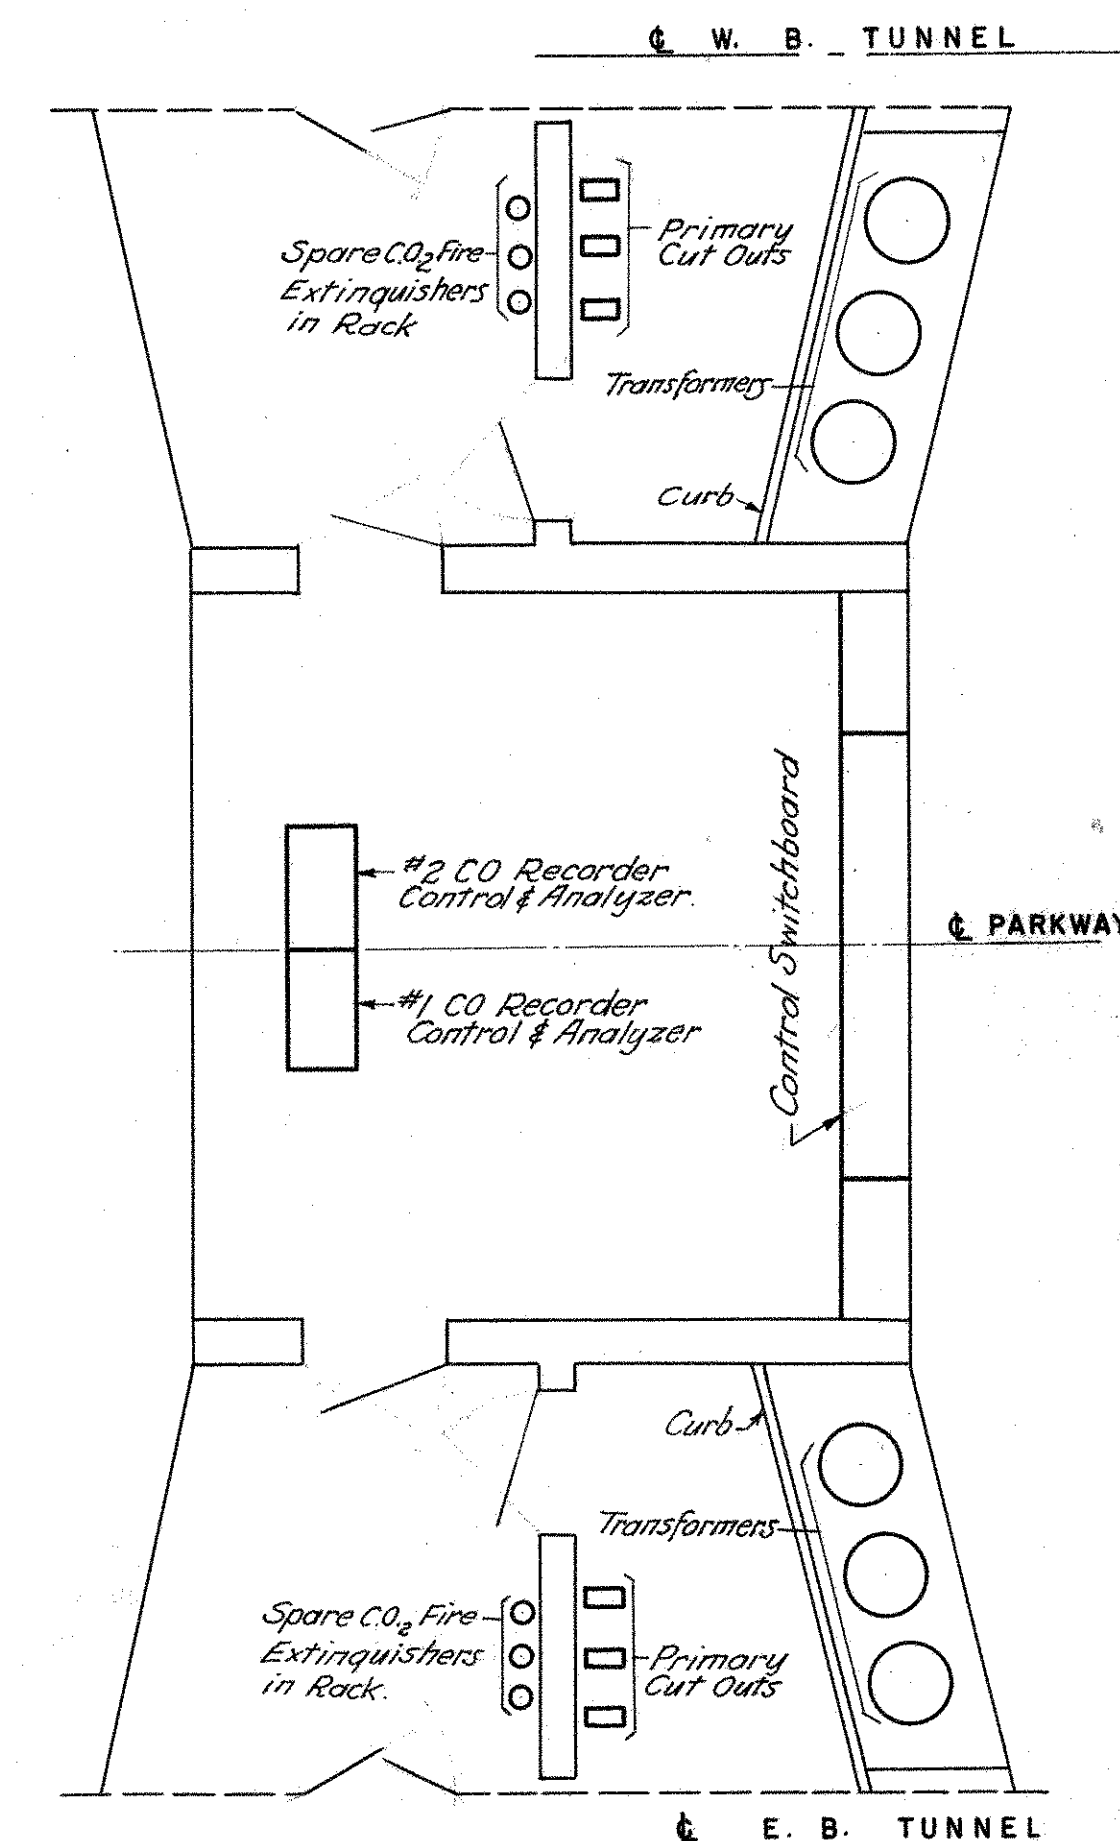 ℄ W. B. TUNNEL
Spare C.O₂ Fire
Extinguishers
in Rack
Primary
Cut Outs
Transformers
Curb
#2 CO Recorder
Control & Analyzer.
Control Switchboard
℄ PARKWAY
#1 CO Recorder
Control & Analyzer
Curb
Transformers
Spare C.O.₂ Fire
Extinguishers
in Rack.
Primary
Cut Outs
℄ E. B. TUNNEL